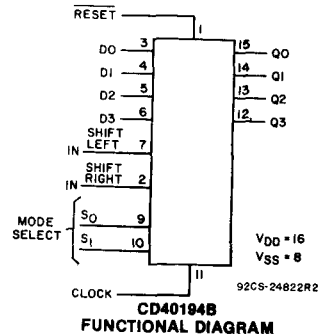 RESET
1
D0 3 15 Q0
D1 4 14 Q1
D2 5 13 Q2
D3 6 12 Q3
SHIFT
LEFT
IN 7
SHIFT
RIGHT
IN 2
MODE
SELECT
S0 9
S1 10
VDD = 16
VSS = 8
11
CLOCK
92CS-24822R2
CD40194B
FUNCTIONAL DIAGRAM